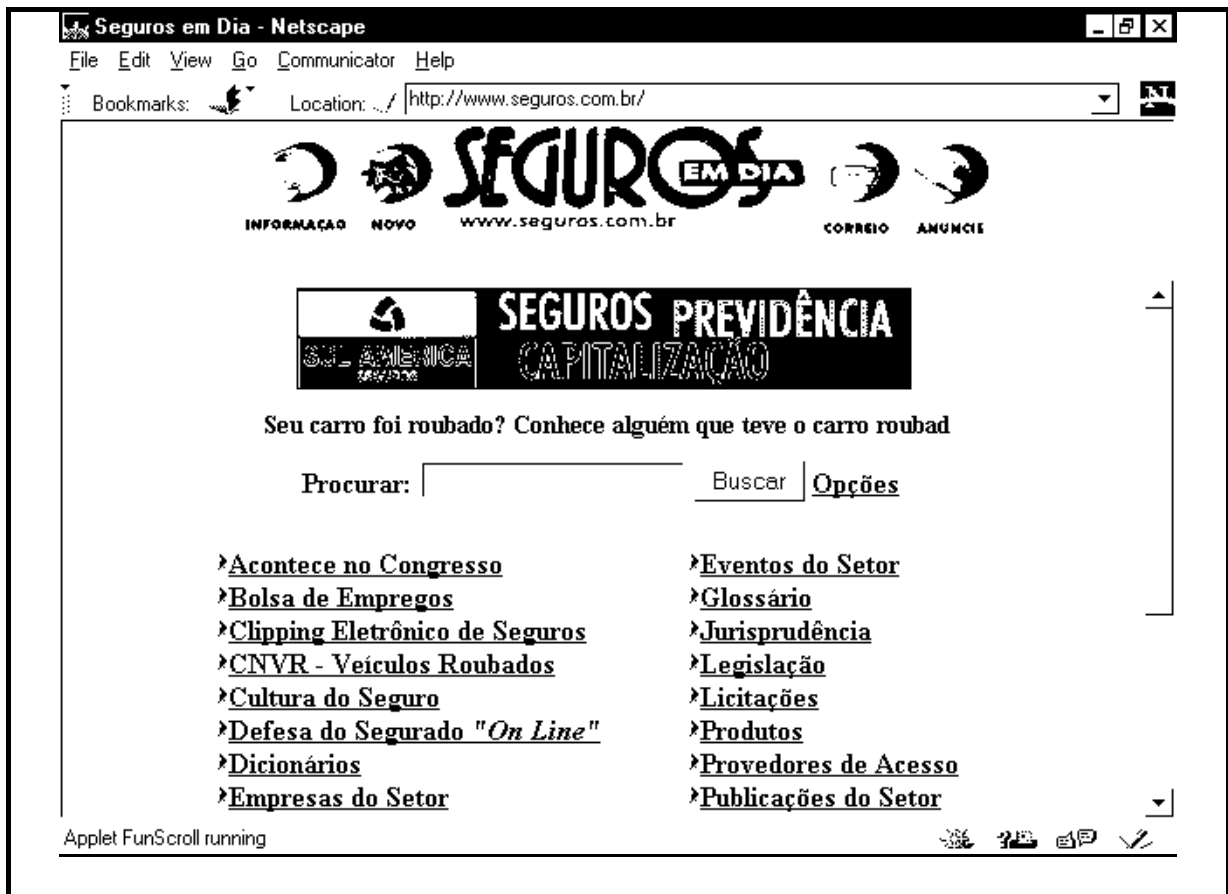 Seguros em Dia - Netscape
File Edit View Go Communicator Help
Bookmarks: Location: http://www.seguros.com.br/
SEGUROS EM DIA
www.seguros.com.br
INFORMAÇAO NOVO CORREIO ANUNCIE
SEGUROS PREVIDÊNCIA
CAPITALIZAÇÃO
SUL AMERICA
SEGUROS
Seu carro foi roubado? Conhece alguém que teve o carro roubad
Procurar: Buscar Opções
Acontece no Congresso
Bolsa de Empregos
Clipping Eletrônico de Seguros
CNVR - Veículos Roubados
Cultura do Seguro
Defesa do Segurado "On Line"
Dicionários
Empresas do Setor
Eventos do Setor
Glossário
Jurisprudência
Legislação
Licitações
Produtos
Provedores de Acesso
Publicações do Setor
Applet FunScroll running